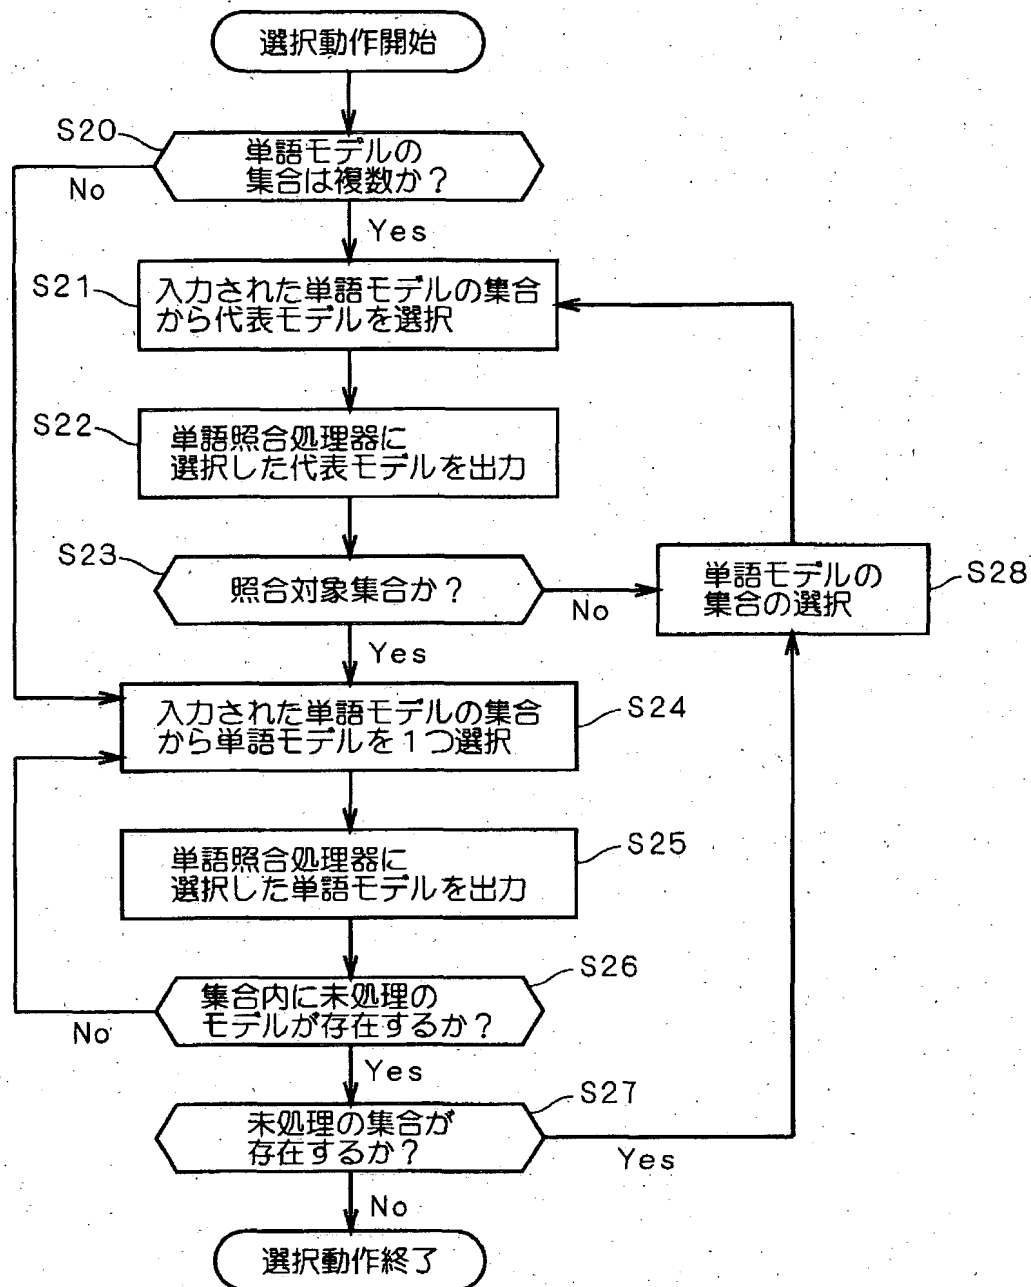 選択動作開始
S20
単語モデルの
集合は複数か？
No
Yes
S21
入力された単語モデルの集合
から代表モデルを選択
S22
単語照合処理器に
選択した代表モデルを出力
S23
照合対象集合か？
No
単語モデルの
集合の選択
S28
Yes
入力された単語モデルの集合
から単語モデルを１つ選択
S24
単語照合処理器に
選択した単語モデルを出力
S25
集合内に未処理の
モデルが存在するか？
S26
No
Yes
未処理の集合が
存在するか？
S27
Yes
No
選択動作終了